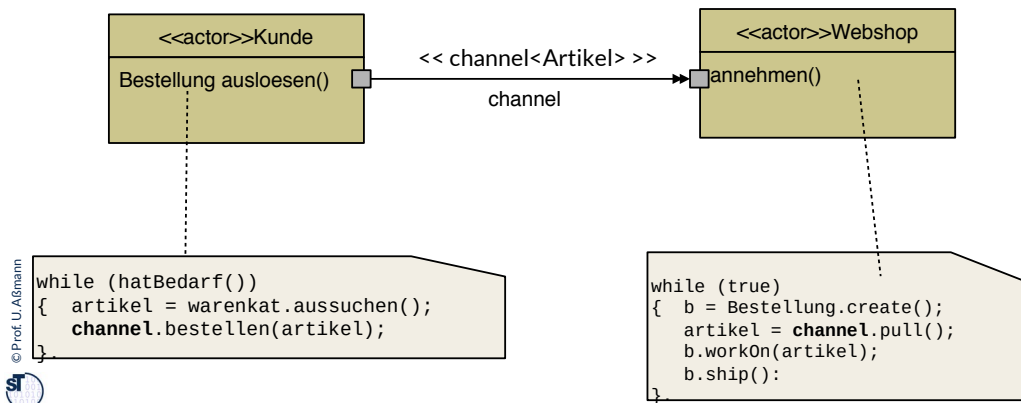 <<actor>>Kunde
Bestellung ausloesen()
<< channel<Artikel> >>
channel
<<actor>>Webshop
annehmen()
while (hatBedarf())
{  artikel = warenkat.aussuchen();
   channel.bestellen(artikel);
}.
while (true)
{  b = Bestellung.create();
   artikel = channel.pull();
   b.workOn(artikel);
   b.ship():
}.
© Prof. U. Aßmann
ST